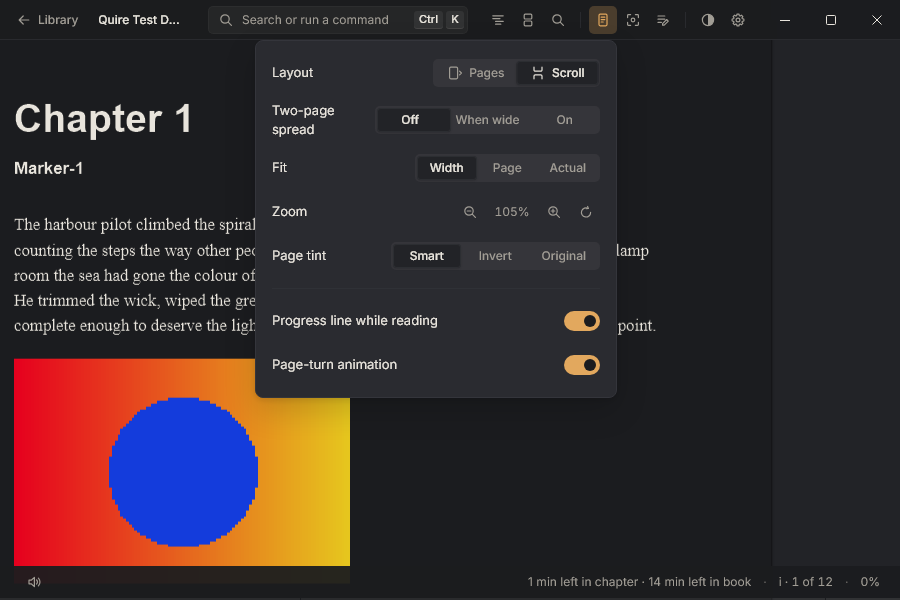 Library
Quire Test D...
Search or run a command
Ctrl K
Layout
Pages
Scroll
Two-page
spread
Off
When wide
On
Fit
Width
Page
Actual
Zoom
105%
Page tint
Smart
Invert
Original
Progress line while reading
Page-turn animation
Chapter 1
Marker-1
The harbour pilot climbed the spiral
counting the steps the way other lamp
room the sea had gone the colour of
He trimmed the wick, wiped the
complete enough to deserve the point.
1 min left in chapter · 14 min left in book · i · 1 of 12 · 0%